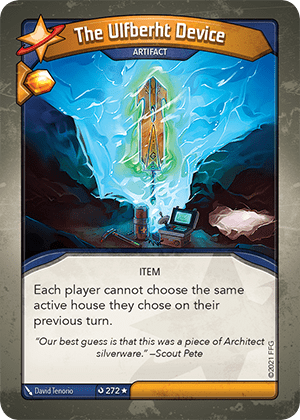 The Ulfberht Device
ARTIFACT
ITEM
Each player cannot choose the same
active house they chose on their
previous turn.
“Our best guess is that this was a piece of Architect
silverware.” –Scout Pete
David Tenorio
272
©2021 FFG